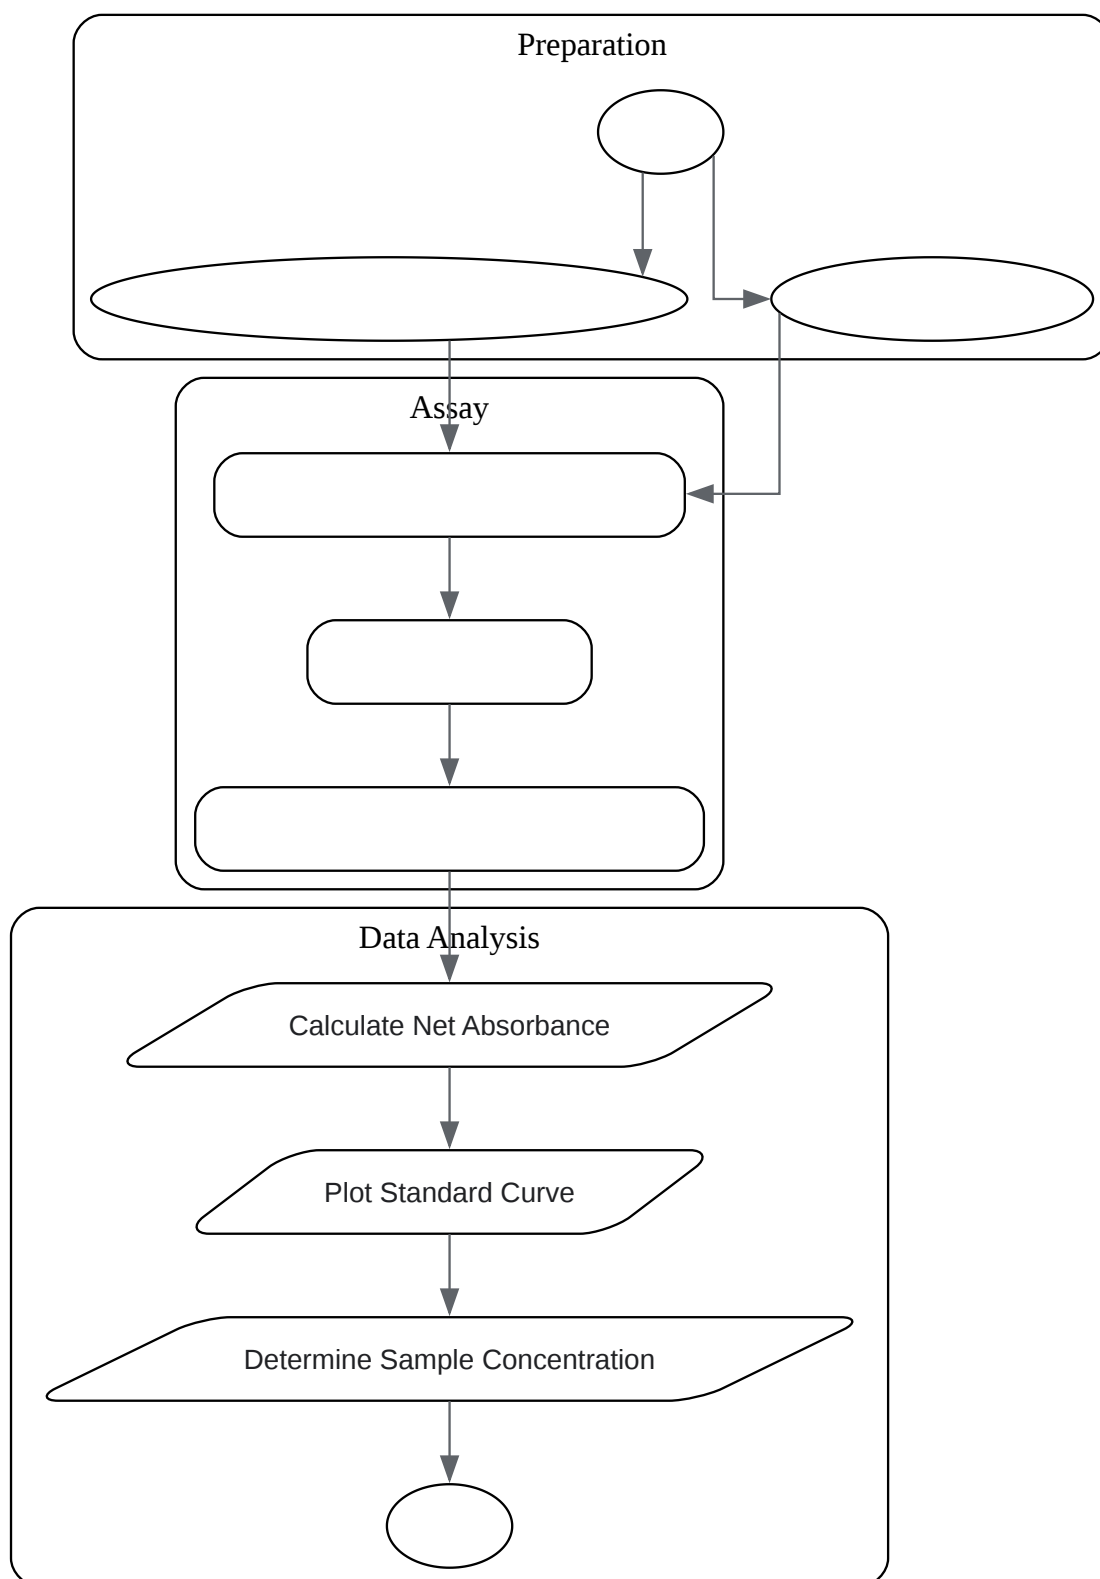 Preparation
Assay
Data Analysis
Calculate Net Absorbance
Plot Standard Curve
Determine Sample Concentration